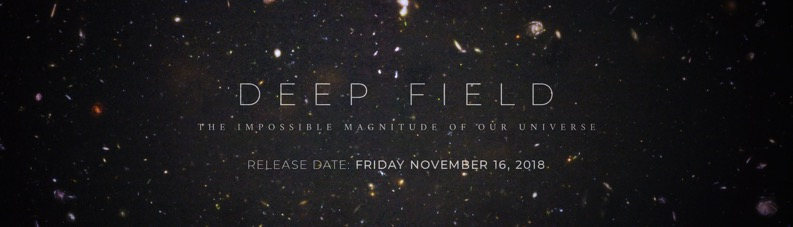 DEEP FIELD
THE IMPOSSIBLE MAGNITUDE OF OUR UNIVERSE
RELEASE DATE: FRIDAY NOVEMBER 16, 2018